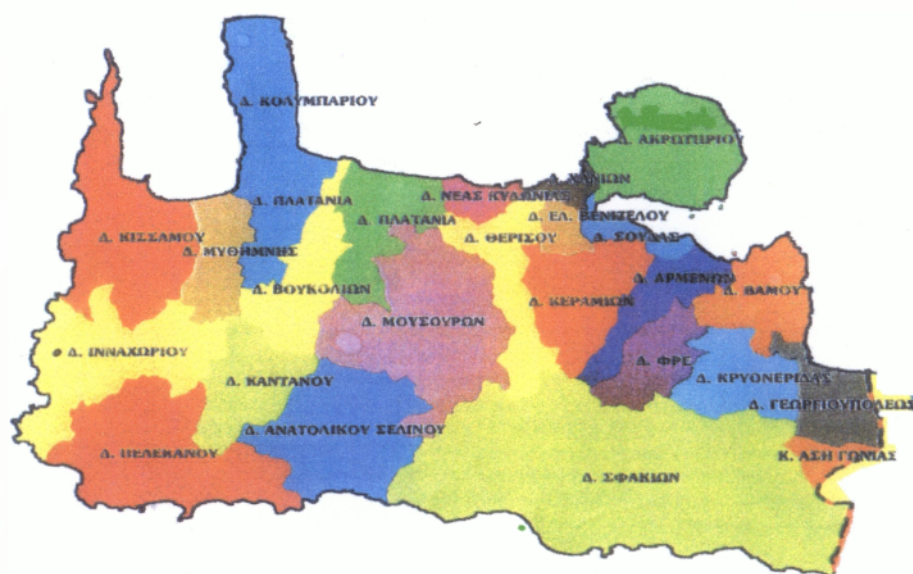 Δ. ΚΟΛΥΜΠΑΡΙΟΥ
Δ. ΑΚΡΩΤΗΡΙΟΥ
Δ. ΧΑΝΙΩΝ
Δ. ΠΛΑΤΑΝΙΑ
Δ. ΝΕΑΣ ΚΥΔΩΝΙΑΣ
Δ. ΠΛΑΤΑΝΙΑ
Δ. ΕΛ. ΒΕΝΙΖΕΛΟΥ
Δ. ΚΙΣΣΑΜΟΥ
Δ. ΘΕΡΙΣΟΥ
Δ. ΣΟΥΔΑΣ
Δ. ΜΥΘΗΜΝΗΣ
Δ. ΑΡΜΕΝΩΝ
Δ. ΒΟΥΚΟΛΙΩΝ
Δ. ΒΑΜΟΥ
Δ. ΚΕΡΑΜΙΩΝ
Δ. ΜΟΥΣΟΥΡΩΝ
Δ. ΙΝΝΑΧΩΡΙΟΥ
Δ. ΦΡΕ
Δ. ΚΑΝΤΑΝΟΥ
Δ. ΚΡΥΟΝΕΡΙΔΑΣ
Δ. ΓΕΩΡΓΙΟΥΠΟΛΕΩΣ
Δ. ΑΝΑΤΟΛΙΚΟΥ ΣΕΛΙΝΟΥ
Δ. ΠΕΛΕΚΑΝΟΥ
Κ. ΑΣΗ ΓΩΝΙΑΣ
Δ. ΣΦΑΚΙΩΝ